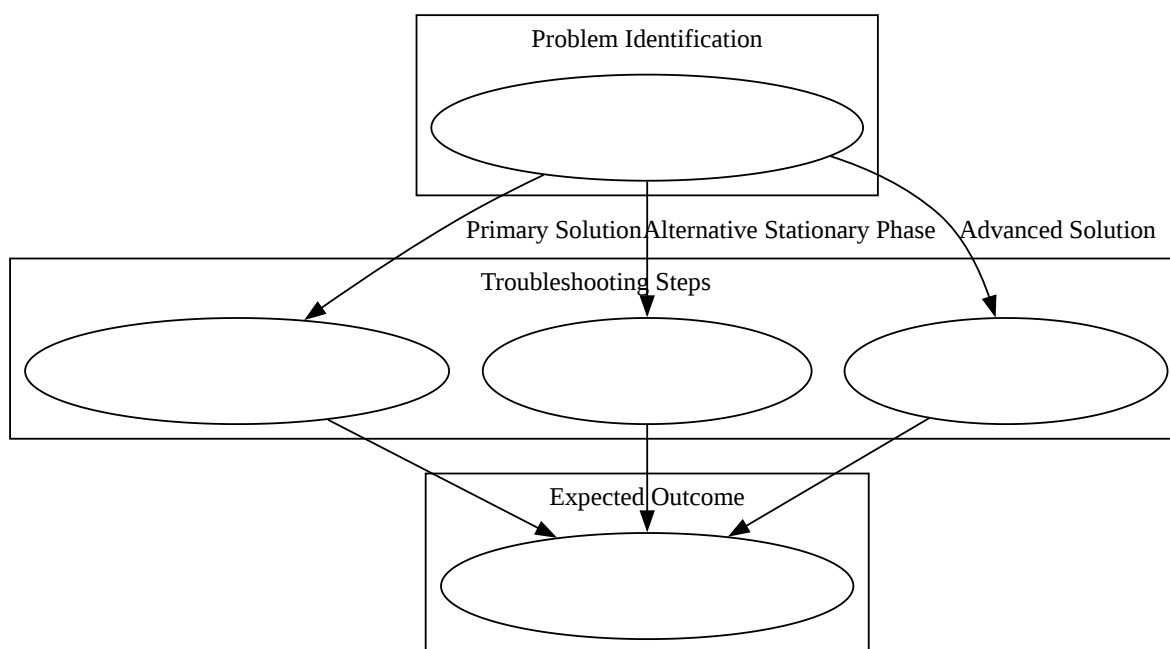 Problem Identification
Primary Solution
Alternative Stationary Phase
Advanced Solution
Troubleshooting Steps
Expected Outcome